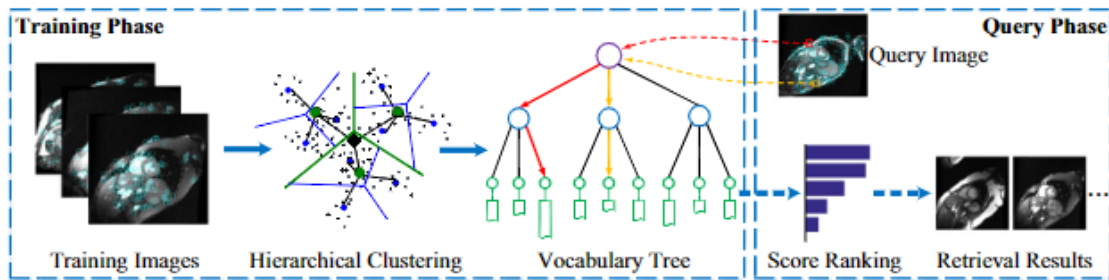 Training Phase
Query Phase
Query Image
Training Images
Hierarchical Clustering
Vocabulary Tree
Score Ranking
Retrieval Results
...